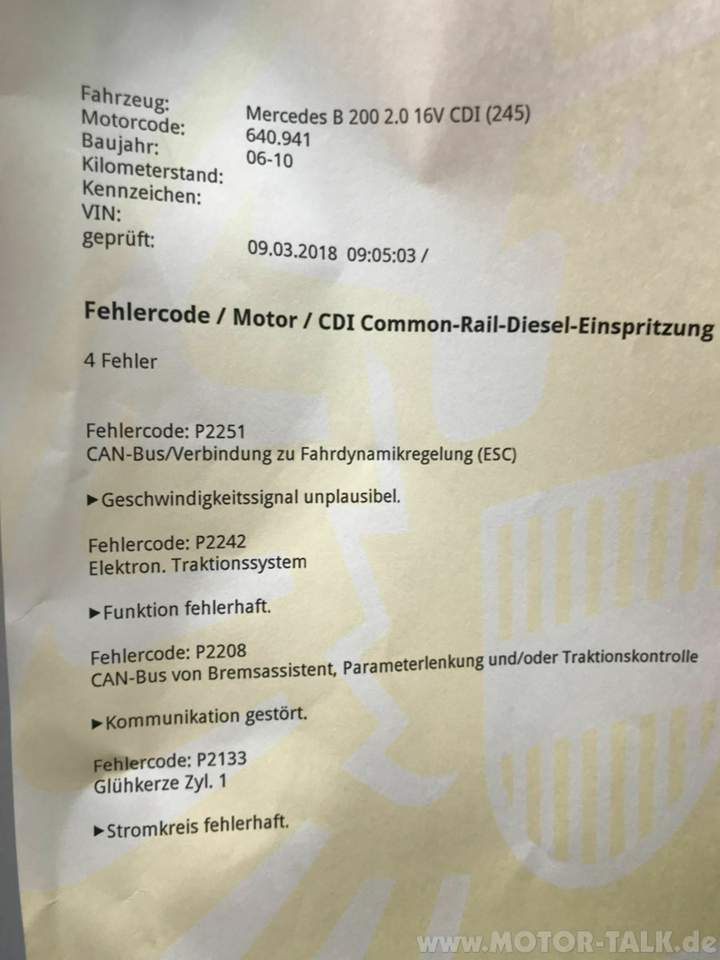 Fahrzeug: Mercedes B 200 2.0 16V CDI (245)
Motorcode: 640.941
Baujahr: 06-10
Kilometerstand:
Kennzeichen:
VIN:
geprüft: 09.03.2018 09:05:03 /
Fehlercode / Motor / CDI Common-Rail-Diesel-Einspritzung
4 Fehler
Fehlercode: P2251
CAN-Bus/Verbindung zu Fahrdynamikregelung (ESC)
►Geschwindigkeitssignal unplausibel.
Fehlercode: P2242
Elektron. Traktionssystem
►Funktion fehlerhaft.
Fehlercode: P2208
CAN-Bus von Bremsassistent, Parameterlenkung und/oder Traktionskontrolle
►Kommunikation gestört.
Fehlercode: P2133
Glühkerze Zyl. 1
►Stromkreis fehlerhaft.
www.MOTOR-TALK.de